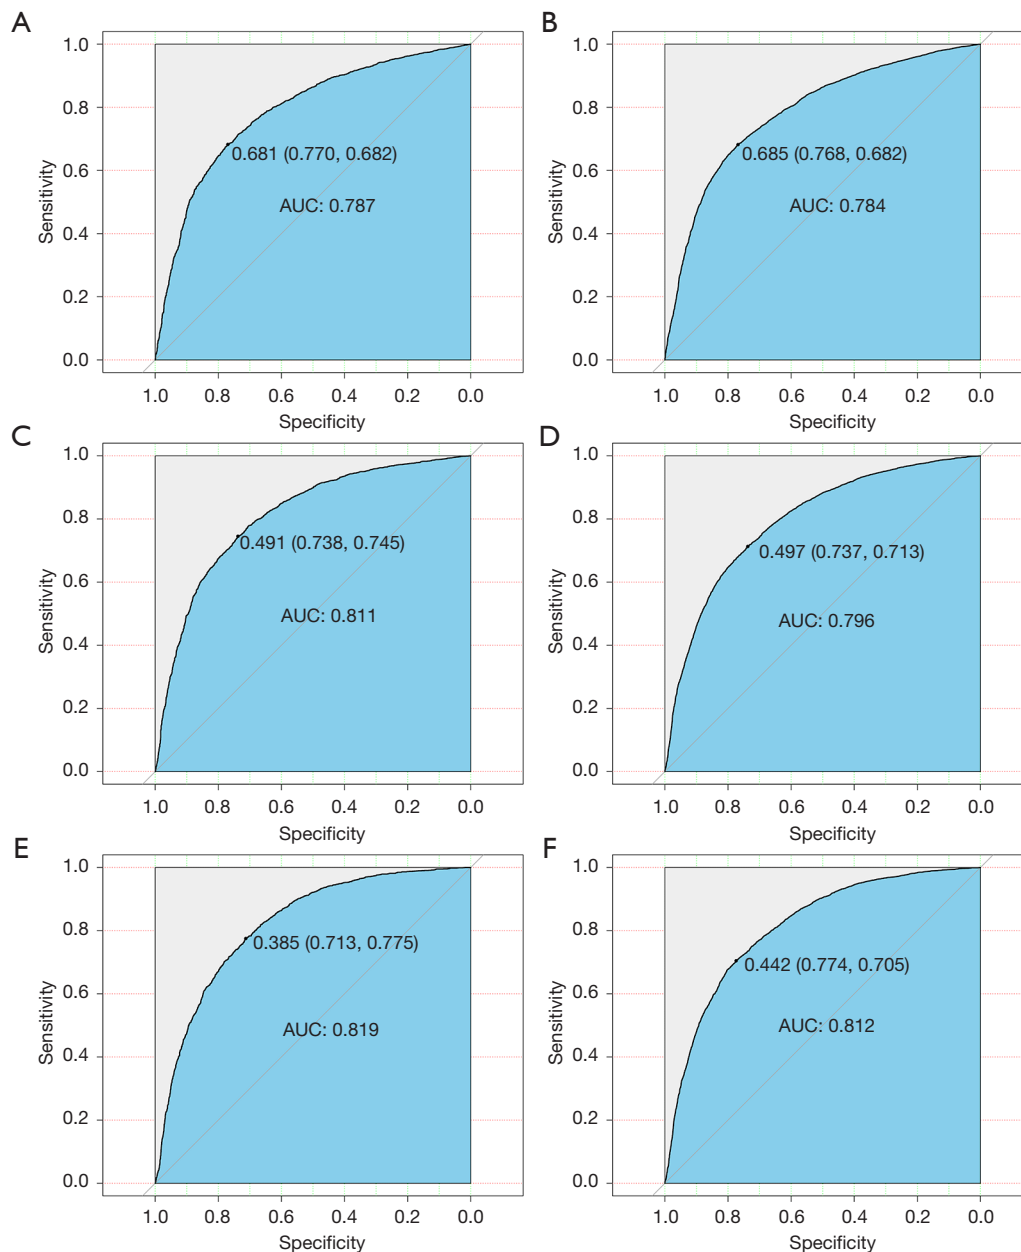 A
1.0
0.8
0.6
0.4
0.2
0.0
Sensitivity
0.681 (0.770, 0.682)
AUC: 0.787
1.0 0.8 0.6 0.4 0.2 0.0
Specificity
B
1.0
0.8
0.6
0.4
0.2
0.0
Sensitivity
0.685 (0.768, 0.682)
AUC: 0.784
1.0 0.8 0.6 0.4 0.2 0.0
Specificity
C
1.0
0.8
0.6
0.4
0.2
0.0
Sensitivity
0.491 (0.738, 0.745)
AUC: 0.811
1.0 0.8 0.6 0.4 0.2 0.0
Specificity
D
1.0
0.8
0.6
0.4
0.2
0.0
Sensitivity
0.497 (0.737, 0.713)
AUC: 0.796
1.0 0.8 0.6 0.4 0.2 0.0
Specificity
E
1.0
0.8
0.6
0.4
0.2
0.0
Sensitivity
0.385 (0.713, 0.775)
AUC: 0.819
1.0 0.8 0.6 0.4 0.2 0.0
Specificity
F
1.0
0.8
0.6
0.4
0.2
0.0
Sensitivity
0.442 (0.774, 0.705)
AUC: 0.812
1.0 0.8 0.6 0.4 0.2 0.0
Specificity